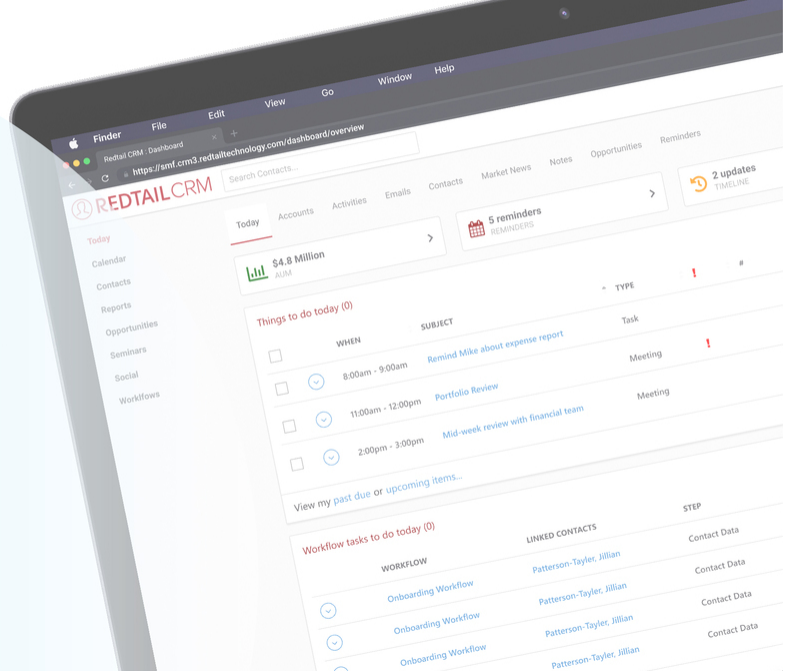 Finder File Edit View Go Window Help
Redtail CRM : Dashboard
https://smf.crm3.redtailtechnology.com/dashboard/overview
REDTAILCRM
Search Contacts...
Today Accounts Activities Emails Contacts Market News Notes Opportunities Reminders
Today
Calendar
Contacts
Reports
Opportunities
Seminars
Social
Workflows
$4.8 Million
AUM
5 reminders
REMINDERS
2 updates
TIMELINE
Things to do today (0)
WHEN SUBJECT TYPE ! #
8:00am - 9:00am Remind Mike about expense report Task
11:00am - 12:00pm Portfolio Review Meeting !
2:00pm - 3:00pm Mid-week review with financial team Meeting
View my past due or upcoming items...
Workflow tasks to do today (0)
WORKFLOW LINKED CONTACTS STEP
Onboarding Workflow Patterson-Tayler, Jillian Contact Data
Onboarding Workflow Patterson-Tayler, Jillian Contact Data
Onboarding Workflow Patterson-Tayler, Jillian Contact Data
Patterson-Tayler, Jillian Contact Data